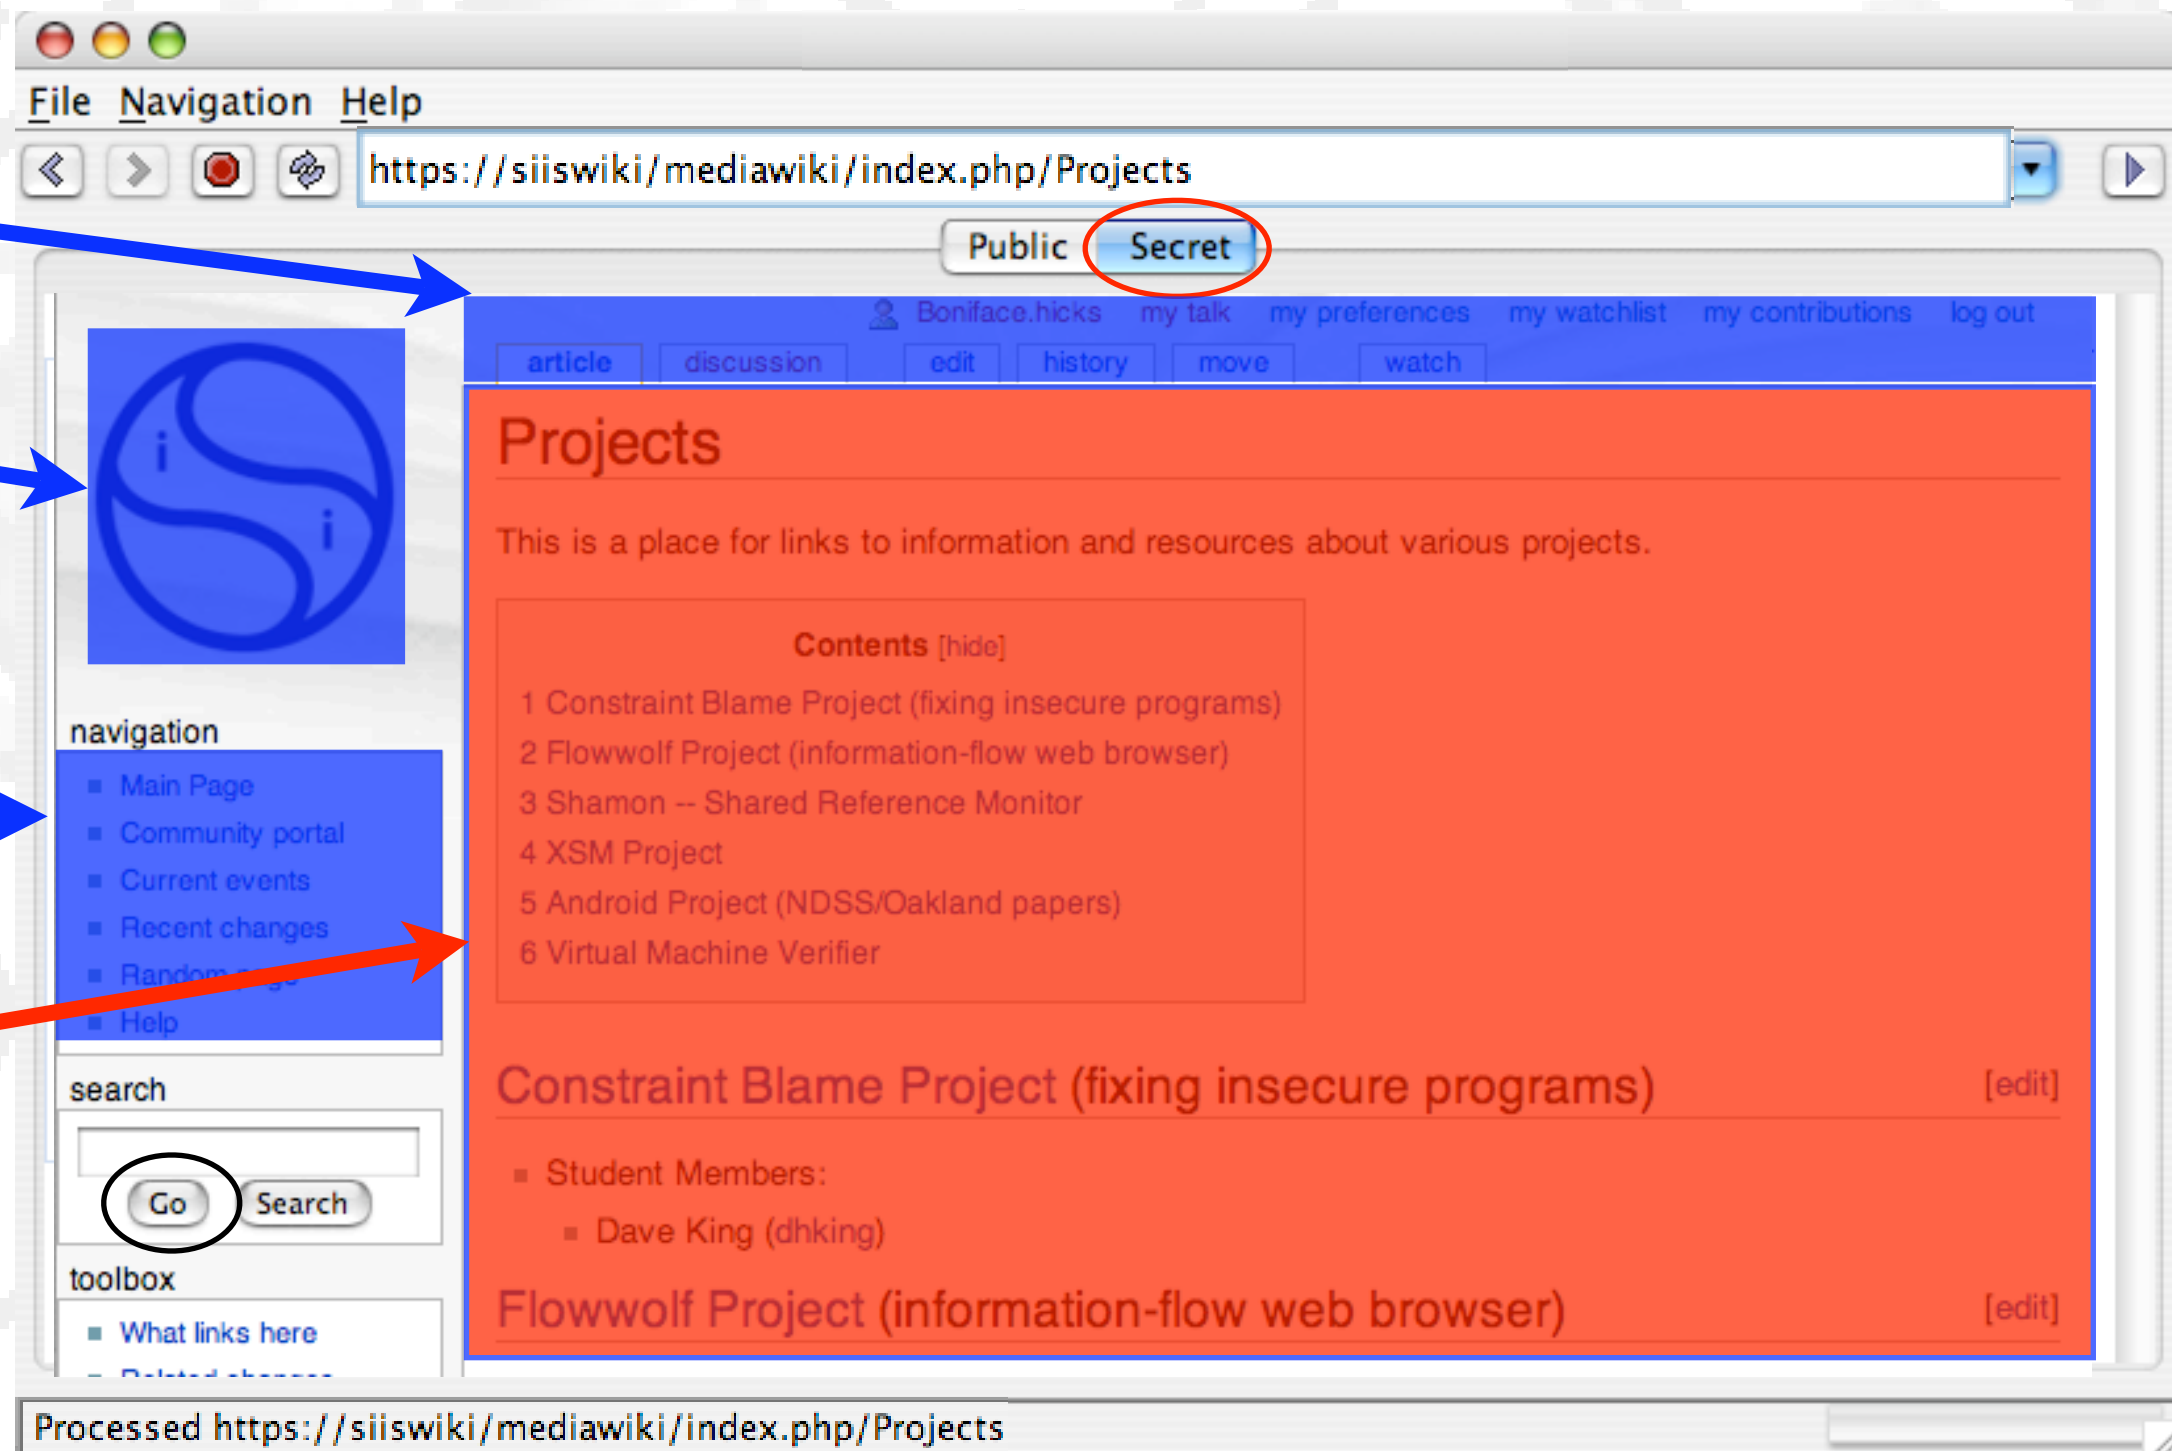 File Navigation Help
https://siiswiki/mediawiki/index.php/Projects
Public Secret
Boniface.hicks my talk my preferences my watchlist my contributions log out
article discussion edit history move watch
i
i
navigation
Main Page
Community portal
Current events
Recent changes
Random page
Help
search
Go Search
toolbox
What links here
Related changes
Projects
This is a place for links to information and resources about various projects.
Contents [hide]
1 Constraint Blame Project (fixing insecure programs)
2 Flowwolf Project (information-flow web browser)
3 Shamon -- Shared Reference Monitor
4 XSM Project
5 Android Project (NDSS/Oakland papers)
6 Virtual Machine Verifier
Constraint Blame Project (fixing insecure programs) [edit]
Student Members:
Dave King (dhking)
Flowwolf Project (information-flow web browser) [edit]
Processed https://siiswiki/mediawiki/index.php/Projects